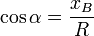 cos α = x_B / R